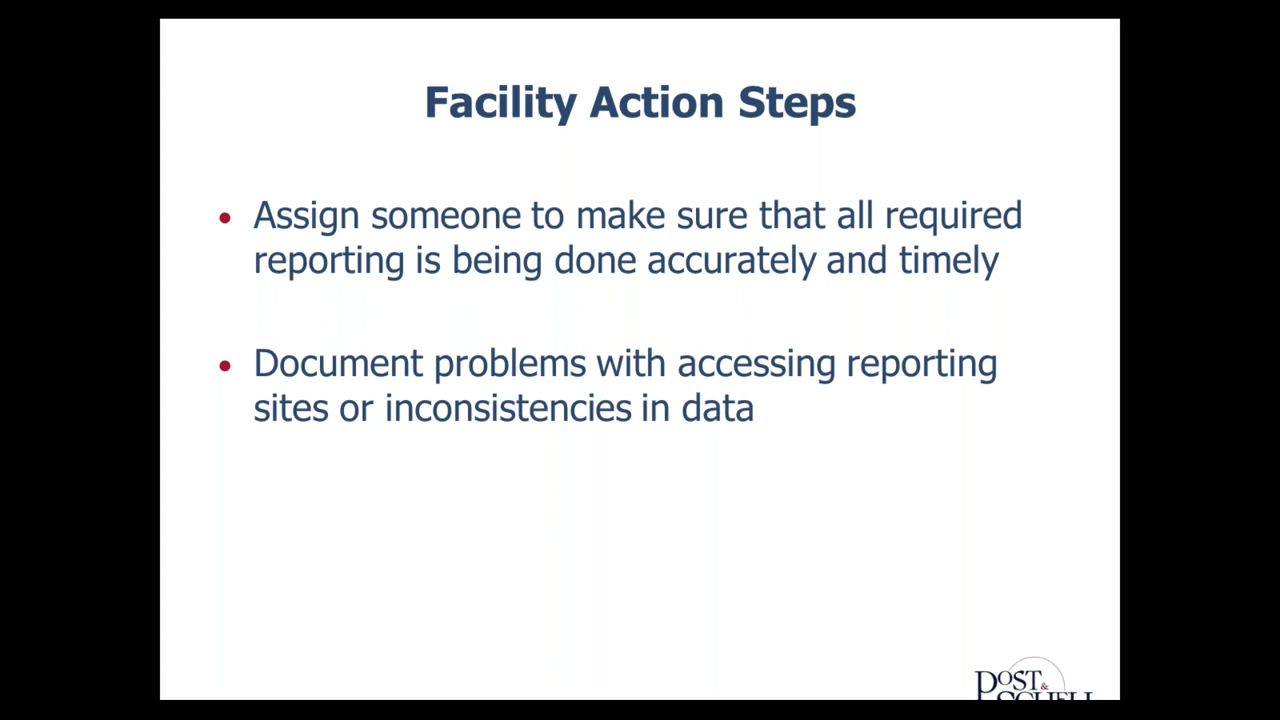 Facility Action Steps
• Assign someone to make sure that all required
reporting is being done accurately and timely
• Document problems with accessing reporting
sites or inconsistencies in data
POST &